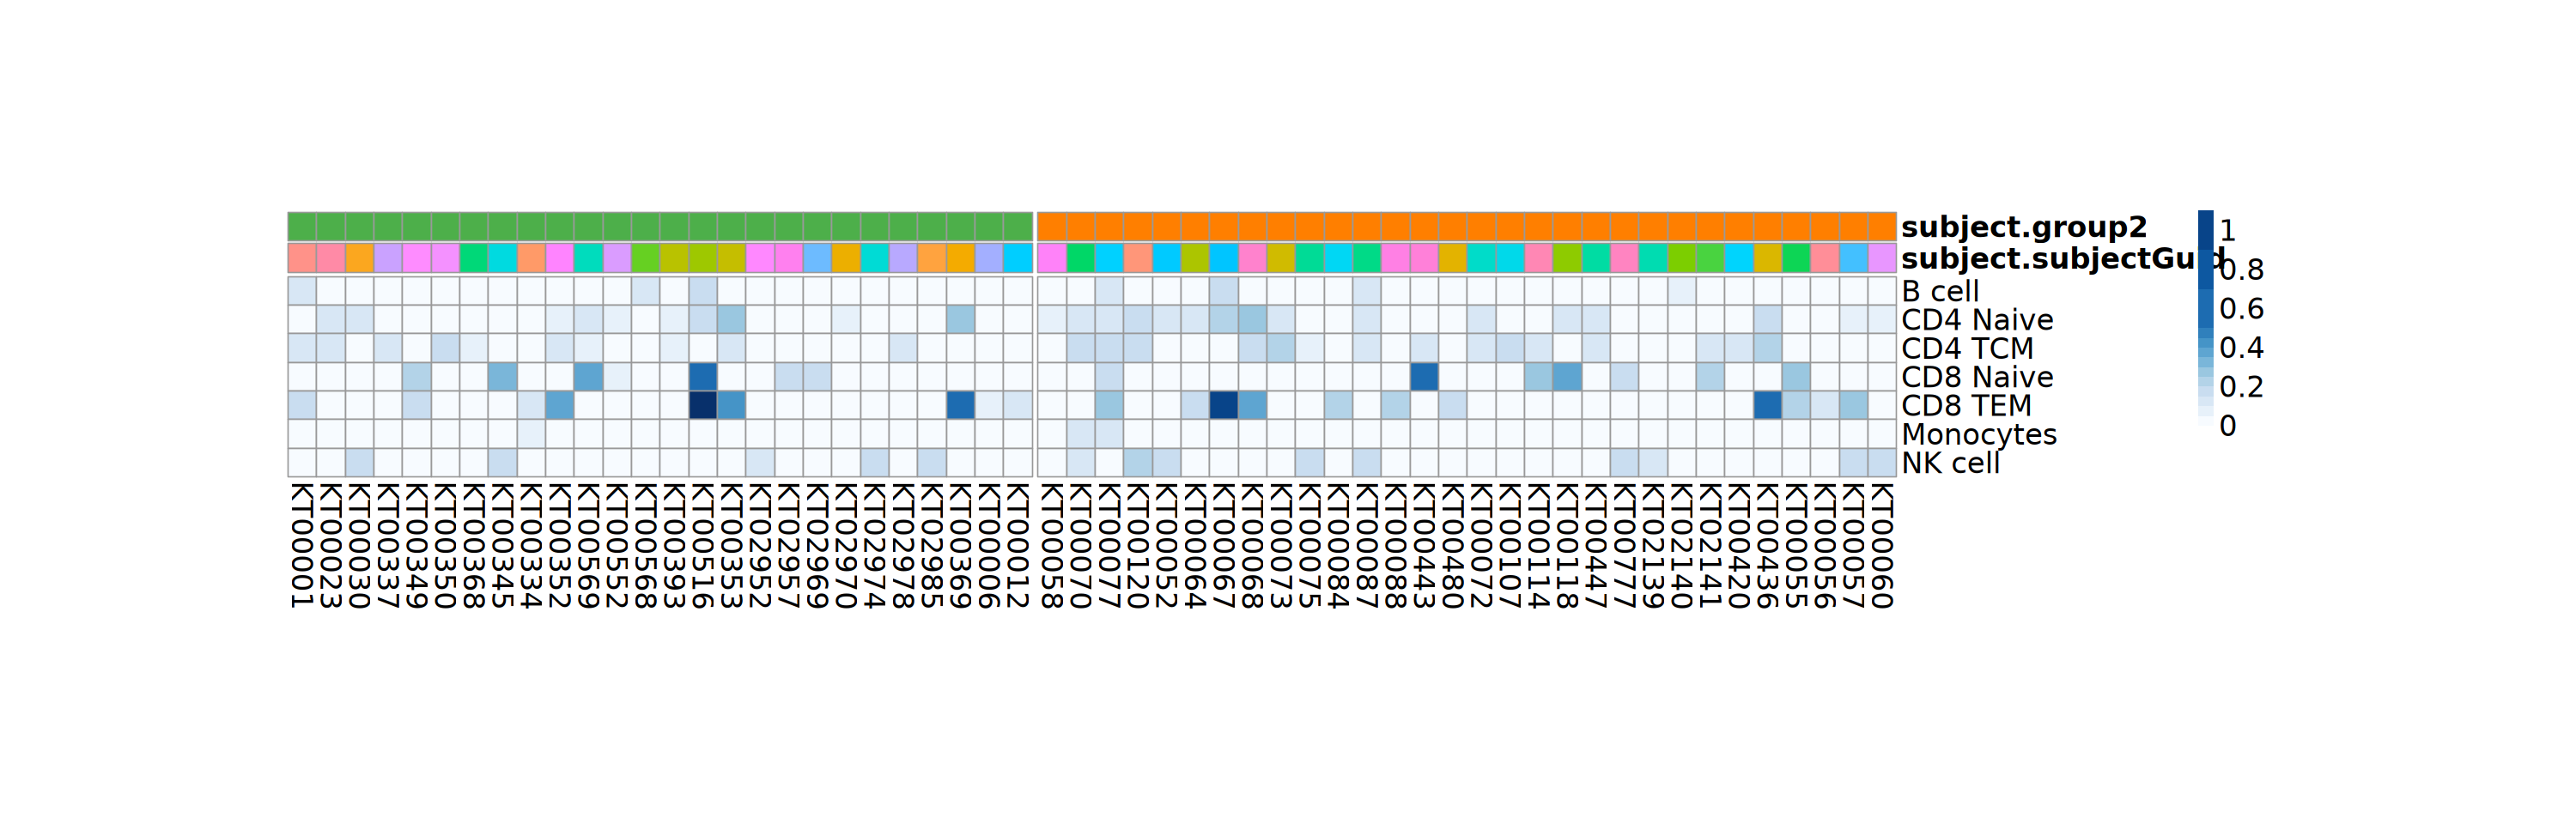 subject.group2
subject.subjectGuid
B cell
CD4 Naive
CD4 TCM
CD8 Naive
CD8 TEM
Monocytes
NK cell
1
0.8
0.6
0.4
0.2
0
KT00001
KT00023
KT00030
KT00337
KT00349
KT00350
KT00368
KT00345
KT00334
KT00352
KT00569
KT00552
KT00568
KT00393
KT00516
KT00353
KT02952
KT02957
KT02969
KT02970
KT02974
KT02978
KT02985
KT00369
KT00006
KT00012
KT00058
KT00070
KT00077
KT00120
KT00052
KT00064
KT00067
KT00068
KT00073
KT00075
KT00084
KT00087
KT00088
KT00443
KT00480
KT00072
KT00107
KT00114
KT00118
KT00447
KT00777
KT02139
KT02140
KT02141
KT00420
KT00436
KT00055
KT00056
KT00057
KT00060